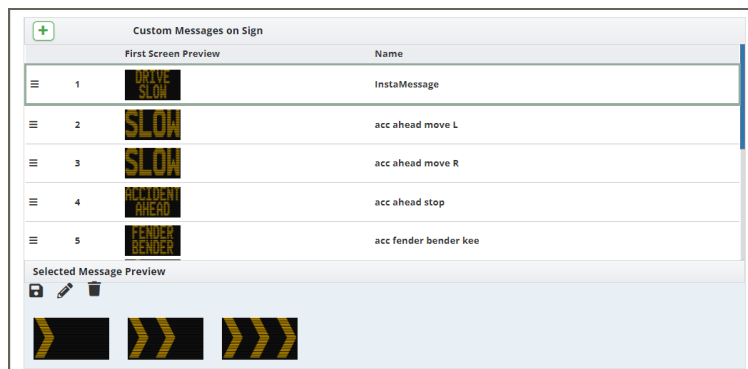 Custom Messages on Sign
First Screen Preview Name
1 DRIVE SLOW InstaMessage
2 SLOW acc ahead move L
3 SLOW acc ahead move R
4 ACCIDENT AHEAD acc ahead stop
5 FENDER BENDER acc fender bender kee
Selected Message Preview